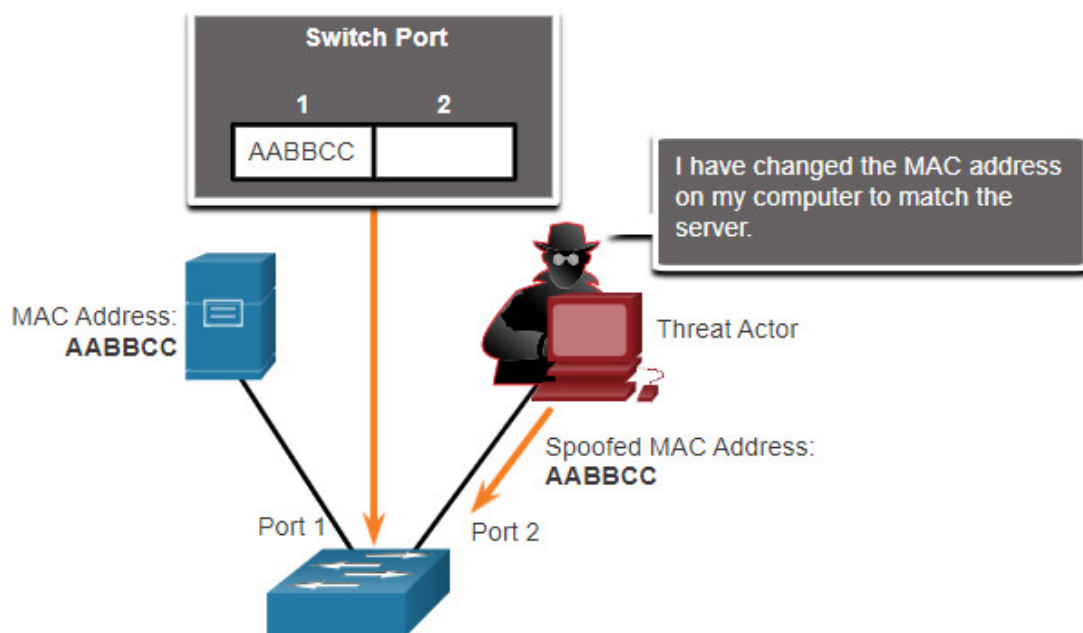 Switch Port
1 2
AABBCC
I have changed the MAC address
on my computer to match the
server.
MAC Address:
AABBCC
Threat Actor
Spoofed MAC Address:
AABBCC
Port 1
Port 2